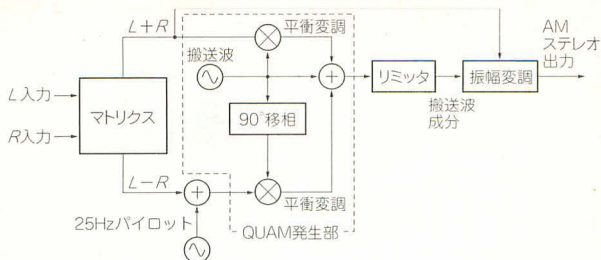 L+R
平衡変調
AM
ステレオ
出力
搬送波
リミッタ
振幅変調
L入力
マトリクス
搬送波
成分
90°移相
R入力
L−R
平衡変調
25Hzパイロット
QUAM発生部